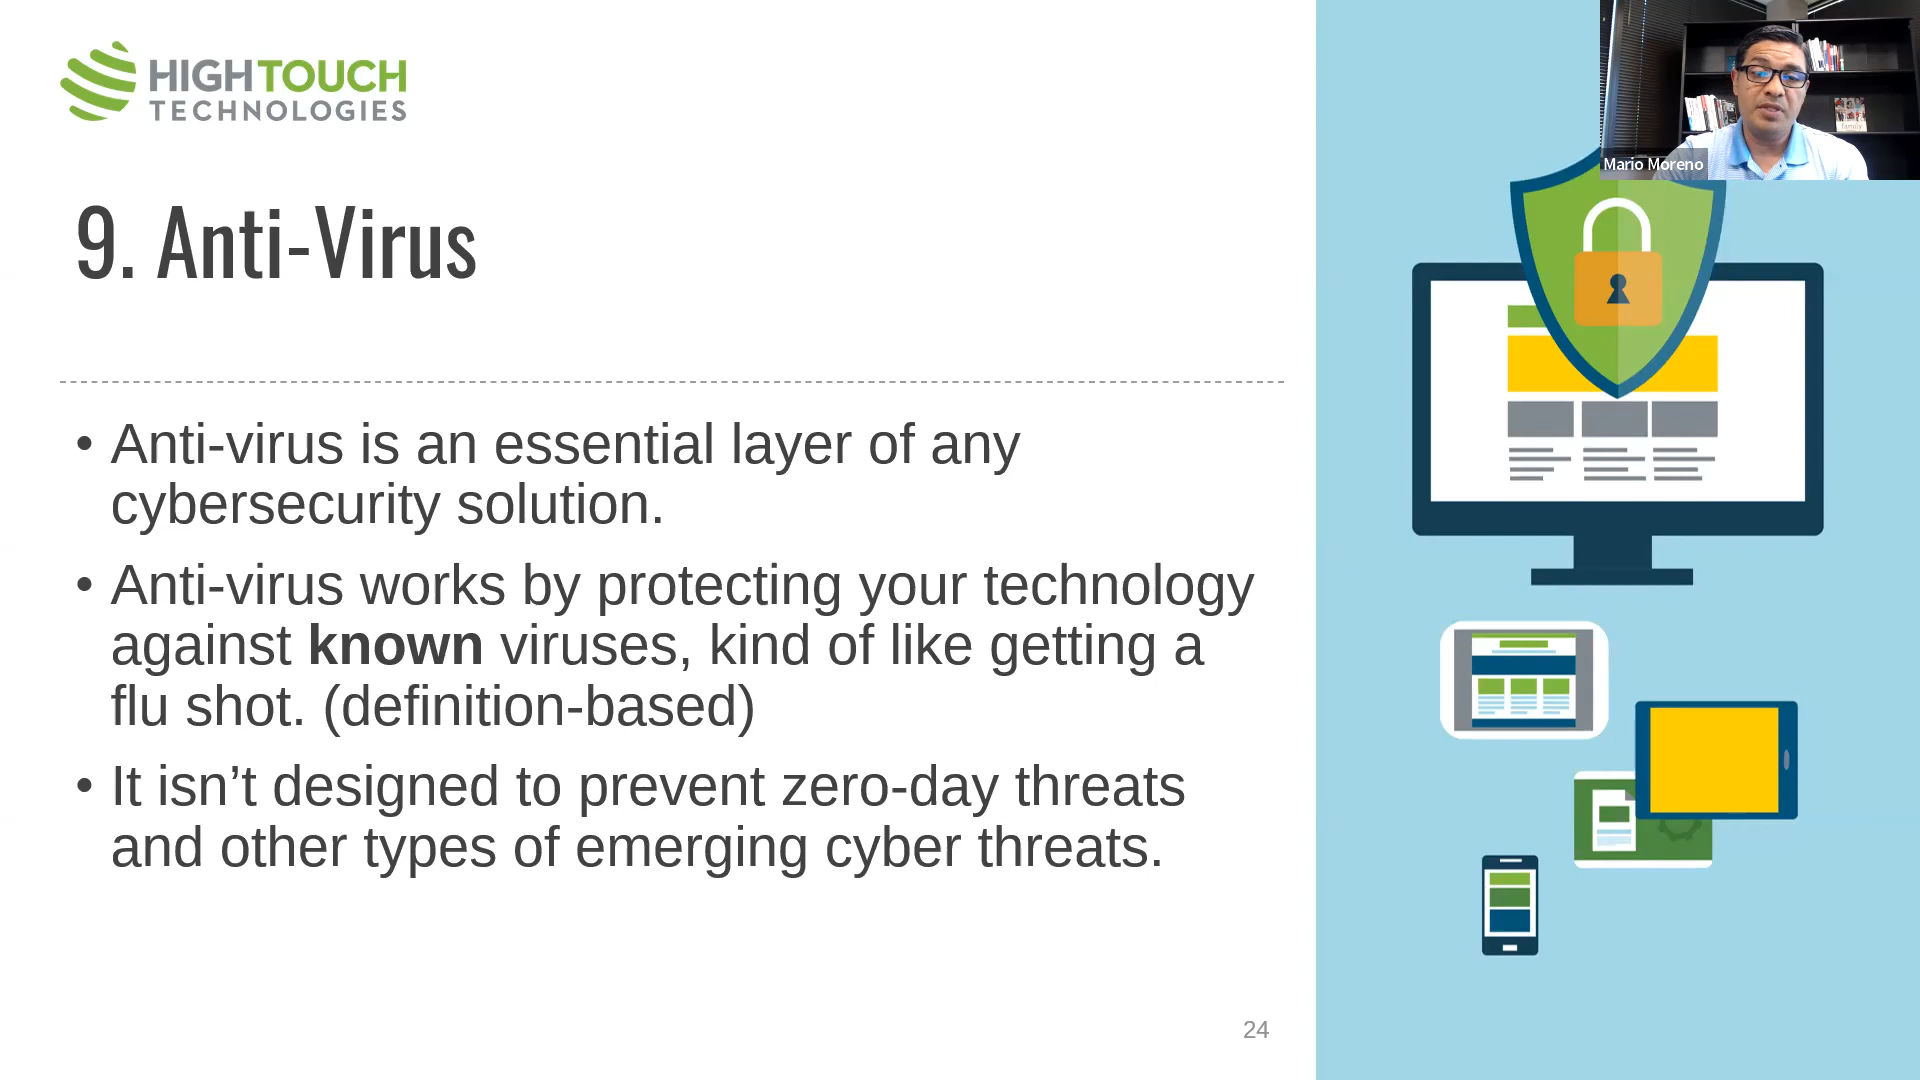 HIGHTOUCH
TECHNOLOGIES
Mario Moreno
9. Anti-Virus
• Anti-virus is an essential layer of any
cybersecurity solution.
• Anti-virus works by protecting your technology
against known viruses, kind of like getting a
flu shot. (definition-based)
• It isn’t designed to prevent zero-day threats
and other types of emerging cyber threats.
24